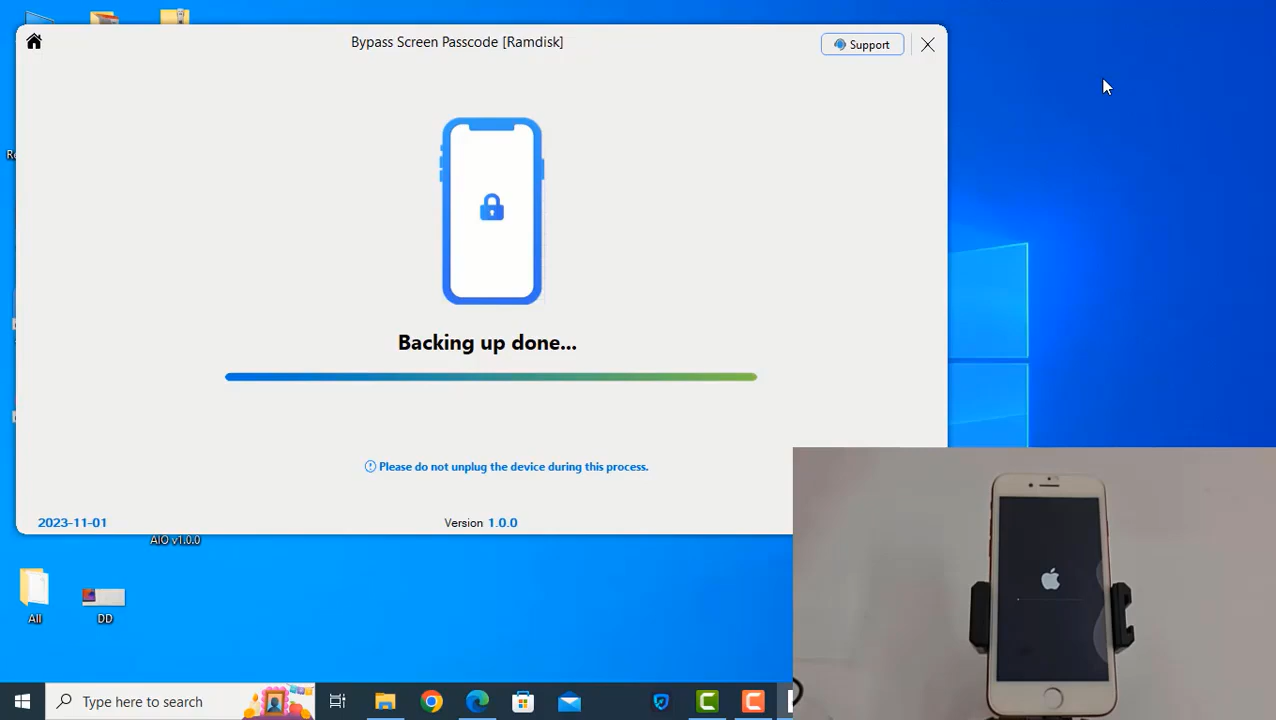 Bypass Screen Passcode [Ramdisk]
Support
Backing up done...
Please do not unplug the device during this process.
2023-11-01
Version 1.0.0
AIO v1.0.0
All
DD
Type here to search